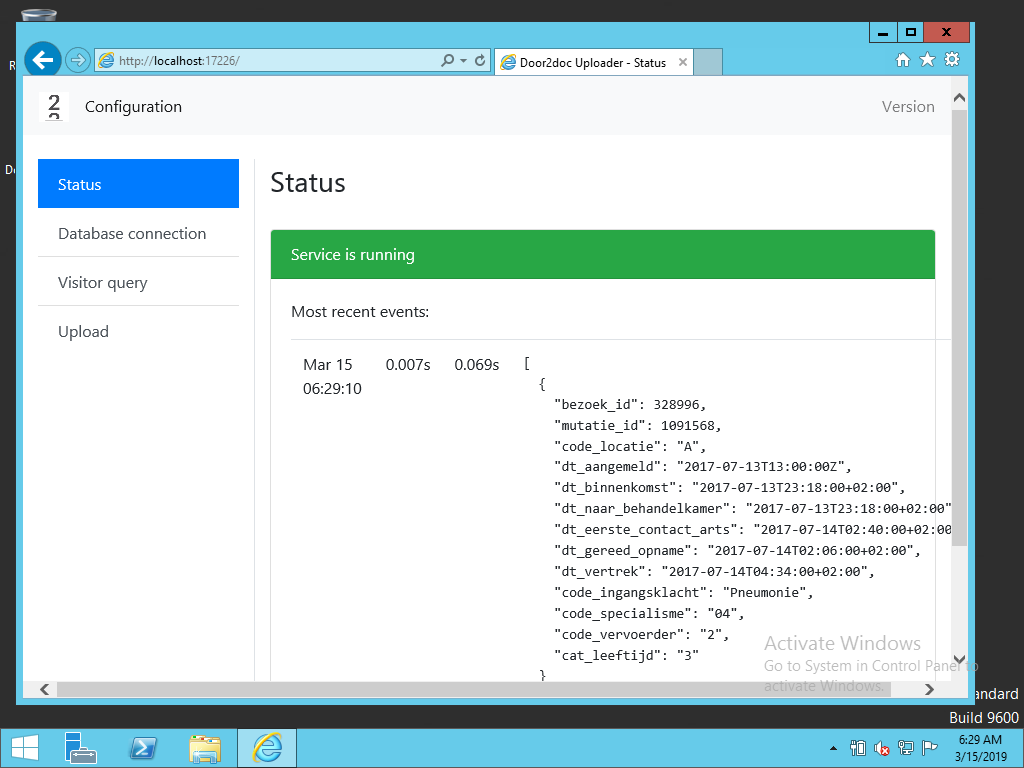 http://localhost:17226/
Door2doc Uploader - Status
Configuration
Version
Status
Database connection
Visitor query
Upload
Status
Service is running
Most recent events:
Mar 15
06:29:10
0.007s
0.069s
[
{
"bezoek_id": 328996,
"mutatie_id": 1091568,
"code_locatie": "A",
"dt_aangemeld": "2017-07-13T13:00:00Z",
"dt_binnenkomst": "2017-07-13T23:18:00+02:00",
"dt_naar_behandelkamer": "2017-07-13T23:18:00+02:00"
"dt_eerste_contact_arts": "2017-07-14T02:40:00+02:00
"dt_gereed_opname": "2017-07-14T02:06:00+02:00",
"dt_vertrek": "2017-07-14T04:34:00+02:00",
"code_ingangsklacht": "Pneumonie",
"code_specialisme": "04",
"code_vervoerder": "2",
"cat_leeftijd": "3"
}
Activate Windows
Go to System in Control Panel to
activate Windows.
andard
Build 9600
6:29 AM
3/15/2019